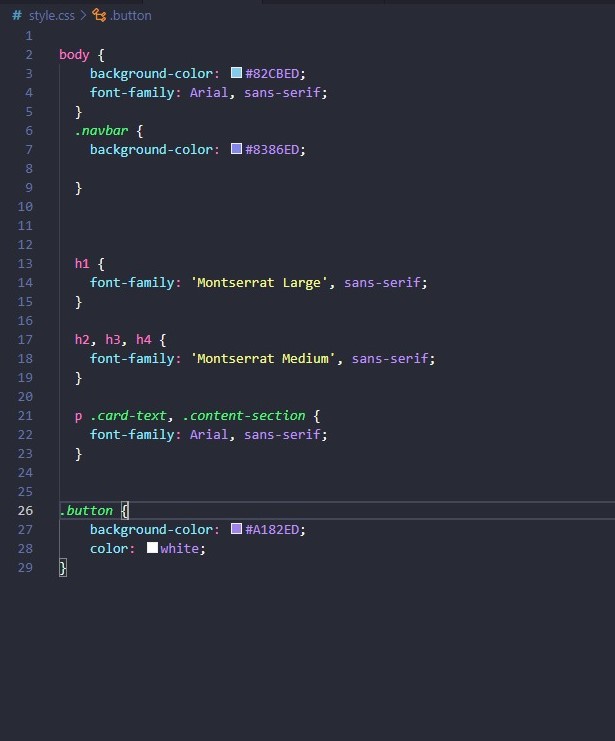 # style.css > .button
1
2 body {
3 background-color: #82CBED;
4 font-family: Arial, sans-serif;
5 }
6 .navbar {
7 background-color: #8386ED;
8
9 }
10
11
12
13 h1 {
14 font-family: 'Montserrat Large', sans-serif;
15 }
16
17 h2, h3, h4 {
18 font-family: 'Montserrat Medium', sans-serif;
19 }
20
21 p .card-text, .content-section {
22 font-family: Arial, sans-serif;
23 }
24
25
26 .button {
27 background-color: #A182ED;
28 color: white;
29 }